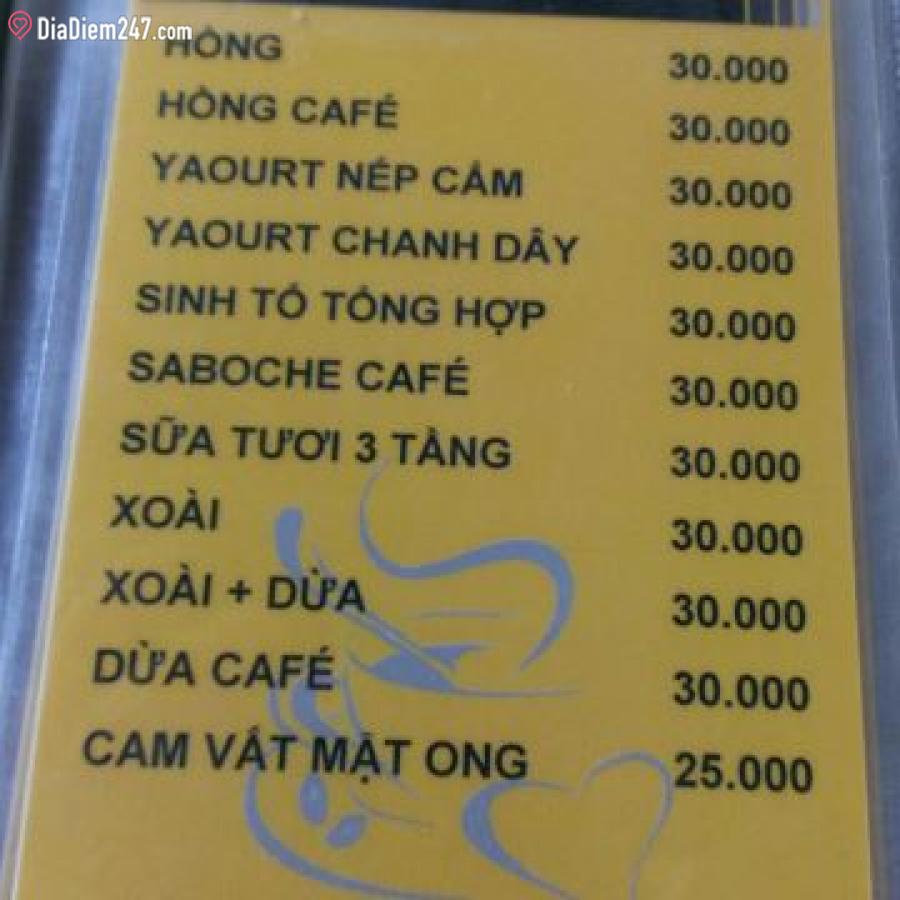 DiaDiem247.com
HỒNG 30.000
HỒNG CAFÉ 30.000
YAOURT NẾP CẨM 30.000
YAOURT CHANH DÂY 30.000
SINH TỐ TỔNG HỢP 30.000
SABOCHE CAFÉ 30.000
SỮA TƯƠI 3 TẦNG 30.000
XOÀI 30.000
XOÀI + DỪA 30.000
DỪA CAFÉ 30.000
CAM VẮT MẬT ONG 25.000